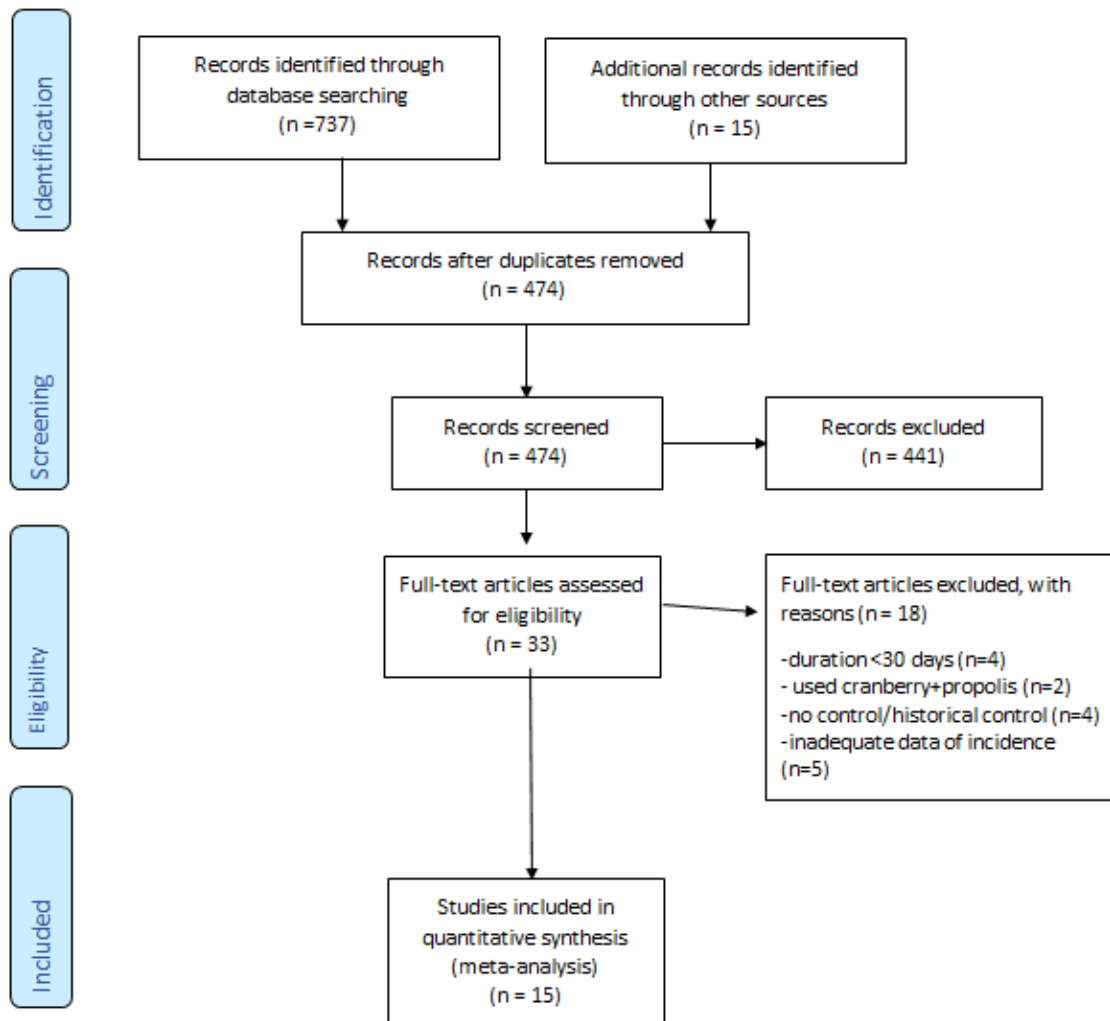 Identification
Records identified through
database searching
(n =737)
Additional records identified
through other sources
(n = 15)
Records after duplicates removed
(n = 474)
Screening
Records screened
(n = 474)
Records excluded
(n = 441)
Eligibility
Full-text articles assessed
for eligibility
(n = 33)
Full-text articles excluded, with
reasons (n = 18)
-duration <30 days (n=4)
- used cranberry+propolis (n=2)
-no control/historical control (n=4)
-inadequate data of incidence
(n=5)
Included
Studies included in
quantitative synthesis
(meta-analysis)
(n = 15)